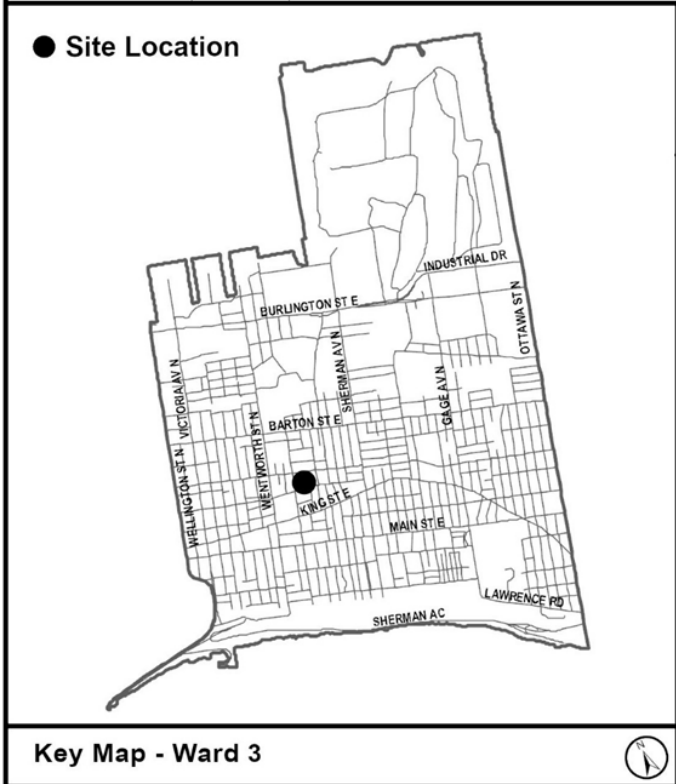 Site Location
INDUSTRIAL DR
BURLINGTON ST E
OTTAWA ST N
SHERMAN AV N
VICTORIA AV N
GAGE AV N
BARTON ST E
WENTWORTH ST N
WELLINGTON ST N
KING ST E
MAIN ST E
LAWRENCE RD
SHERMAN AC
Key Map - Ward 3
N